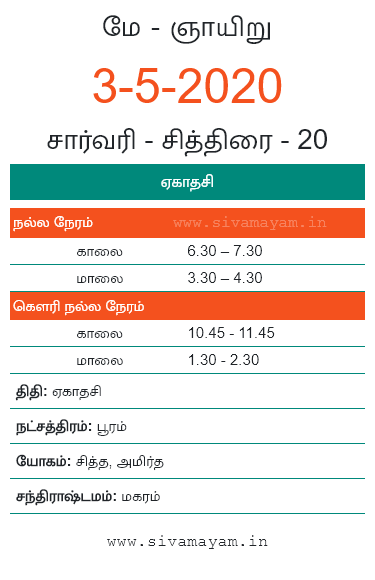 மே - ஞாயிறு
3-5-2020
சார்வரி - சித்திரை - 20
ஏகாதசி
நல்ல நேரம் www.sivamayam.in
காலை 6.30 – 7.30
மாலை 3.30 – 4.30
கௌரி நல்ல நேரம்
காலை 10.45 - 11.45
மாலை 1.30 - 2.30
திதி: ஏகாதசி
நட்சத்திரம்: பூரம்
யோகம்: சித்த, அமிர்த
சந்திராஷ்டமம்: மகரம்
www.sivamayam.in